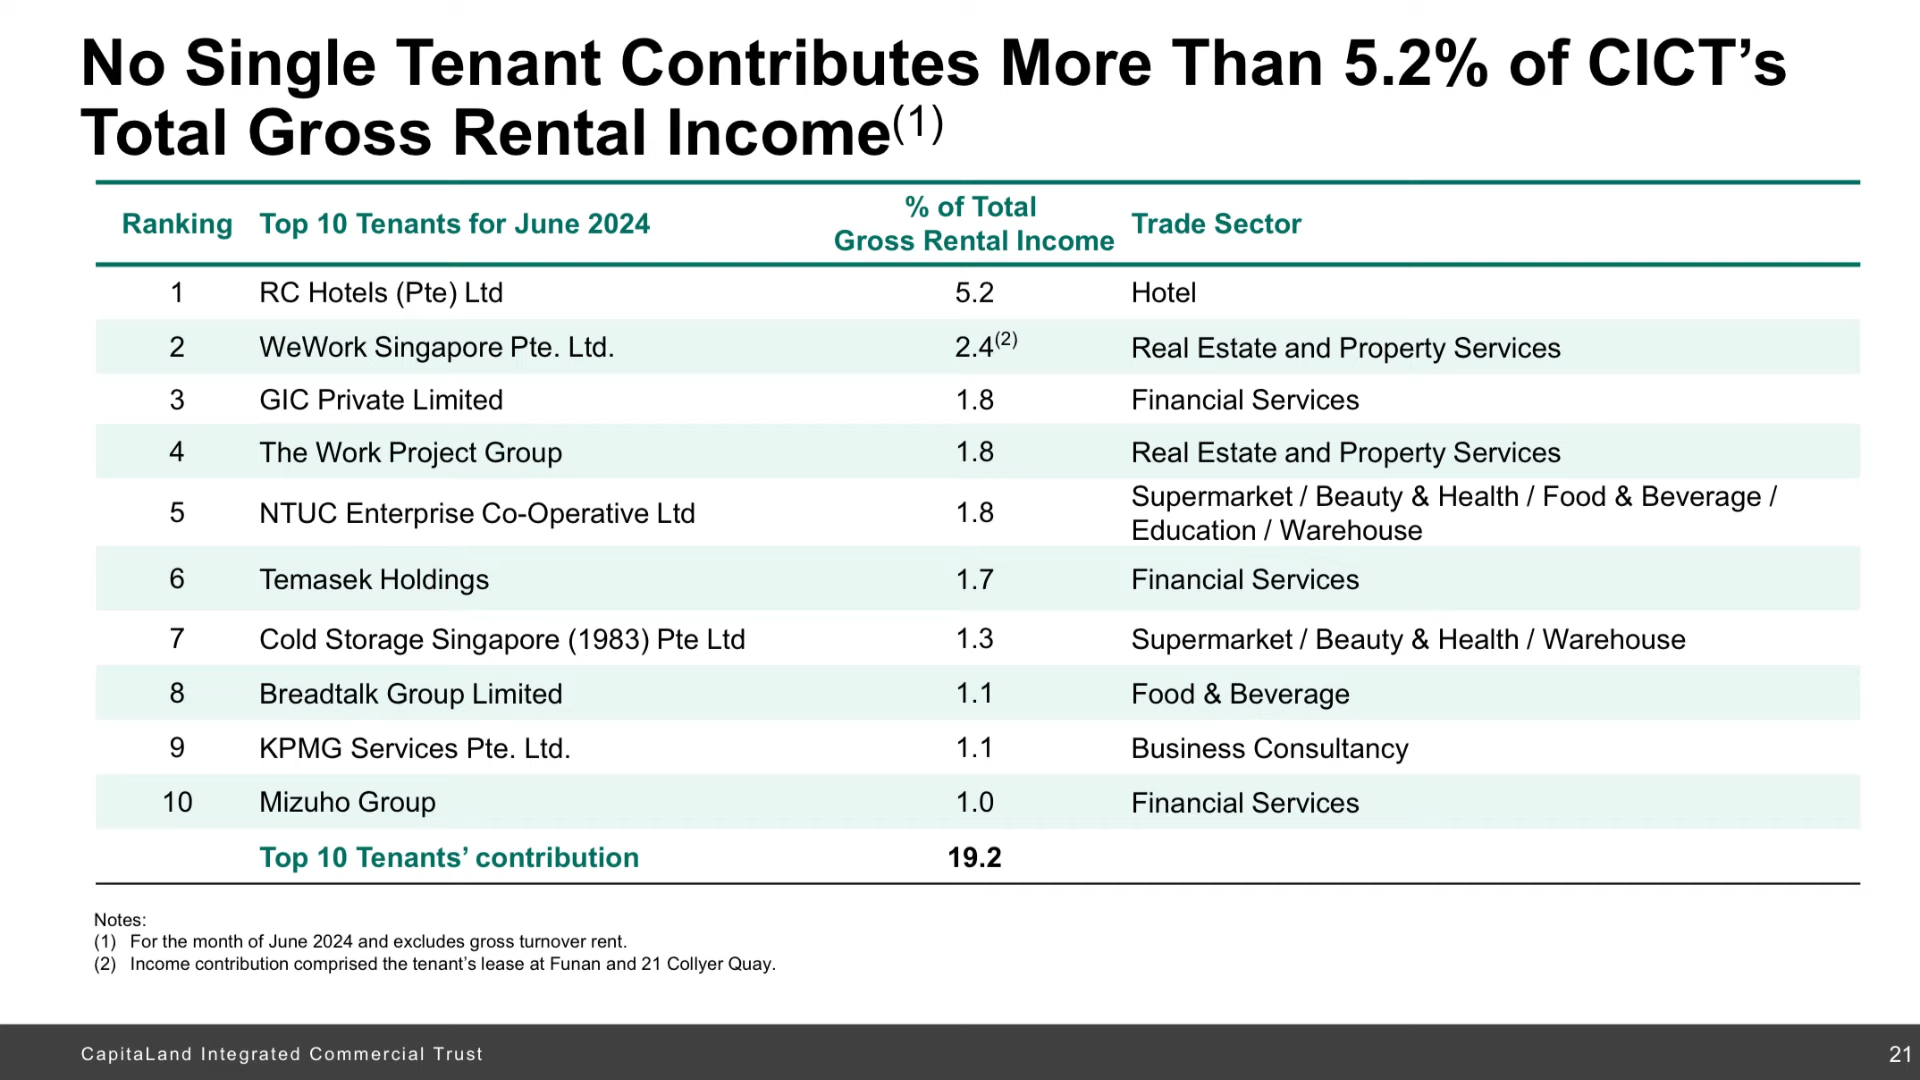 No Single Tenant Contributes More Than 5.2% of CICT’s
Total Gross Rental Income(1)
Ranking Top 10 Tenants for June 2024 % of Total Gross Rental Income Trade Sector
1 RC Hotels (Pte) Ltd 5.2 Hotel
2 WeWork Singapore Pte. Ltd. 2.4(2) Real Estate and Property Services
3 GIC Private Limited 1.8 Financial Services
4 The Work Project Group 1.8 Real Estate and Property Services
5 NTUC Enterprise Co-Operative Ltd 1.8 Supermarket / Beauty & Health / Food & Beverage /
Education / Warehouse
6 Temasek Holdings 1.7 Financial Services
7 Cold Storage Singapore (1983) Pte Ltd 1.3 Supermarket / Beauty & Health / Warehouse
8 Breadtalk Group Limited 1.1 Food & Beverage
9 KPMG Services Pte. Ltd. 1.1 Business Consultancy
10 Mizuho Group 1.0 Financial Services
Top 10 Tenants’ contribution 19.2
Notes:
(1) For the month of June 2024 and excludes gross turnover rent.
(2) Income contribution comprised the tenant’s lease at Funan and 21 Collyer Quay.
CapitaLand Integrated Commercial Trust 21